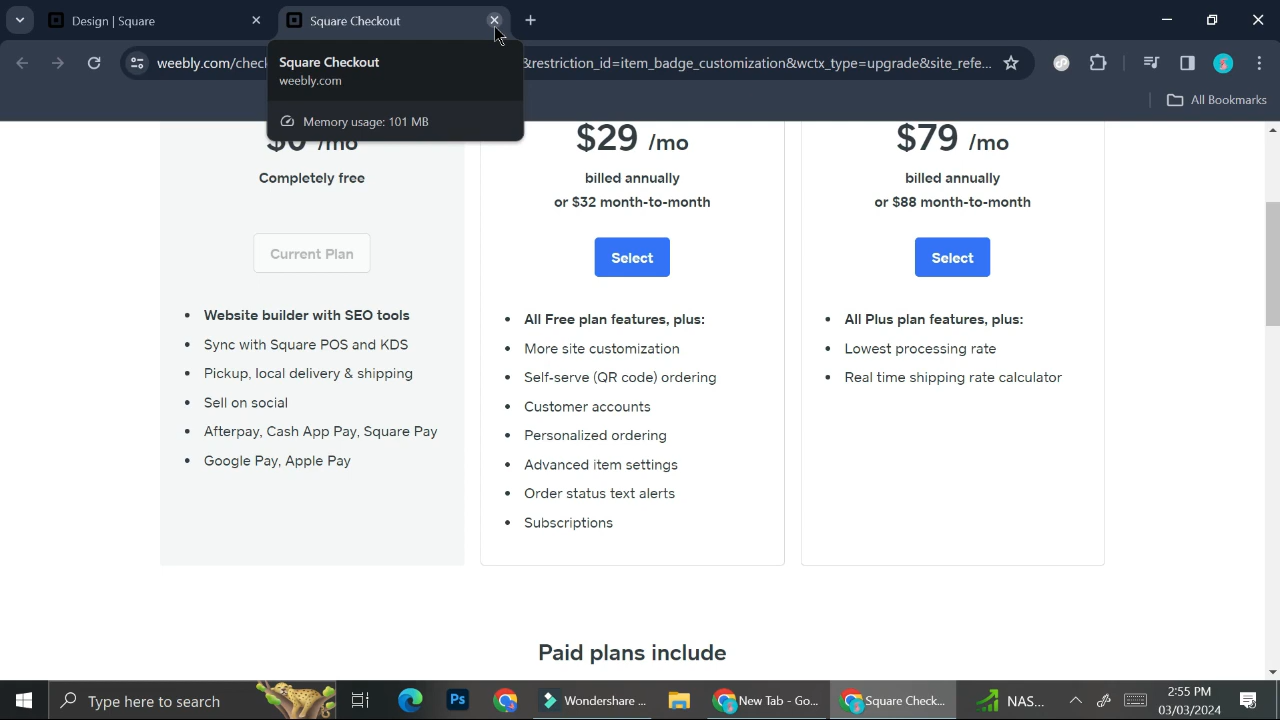 Design | Square
Square Checkout
weebly.com/chec
&restriction_id=item_badge_customization&wctx_type=upgrade&site_refe...
Square Checkout
weebly.com
Memory usage: 101 MB
All Bookmarks
$0 /mo
Completely free
Current Plan
• Website builder with SEO tools
• Sync with Square POS and KDS
• Pickup, local delivery & shipping
• Sell on social
• Afterpay, Cash App Pay, Square Pay
• Google Pay, Apple Pay
$29 /mo
billed annually
or $32 month-to-month
Select
• All Free plan features, plus:
• More site customization
• Self-serve (QR code) ordering
• Customer accounts
• Personalized ordering
• Advanced item settings
• Order status text alerts
• Subscriptions
$79 /mo
billed annually
or $88 month-to-month
Select
• All Plus plan features, plus:
• Lowest processing rate
• Real time shipping rate calculator
Paid plans include
Type here to search
Ps
Wondershare ...
New Tab - Go...
Square Check...
NAS...
2:55 PM
03/03/2024